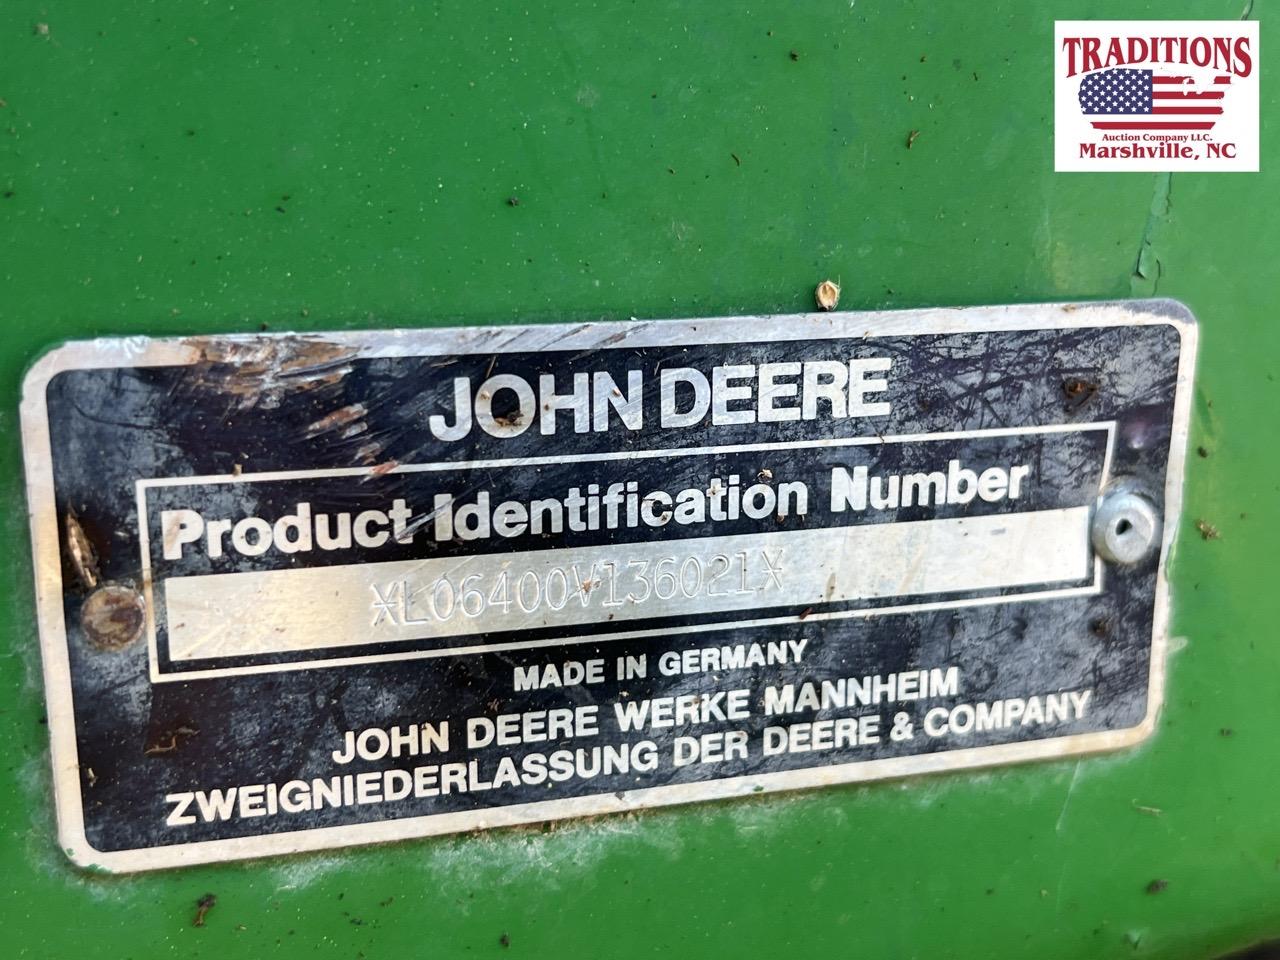 TRADITIONS
Auction Company LLC.
Marshville, NC
JOHN DEERE
Product Identification Number
*L06400V136021*
MADE IN GERMANY
JOHN DEERE WERKE MANNHEIM
ZWEIGNIEDERLASSUNG DER DEERE & COMPANY